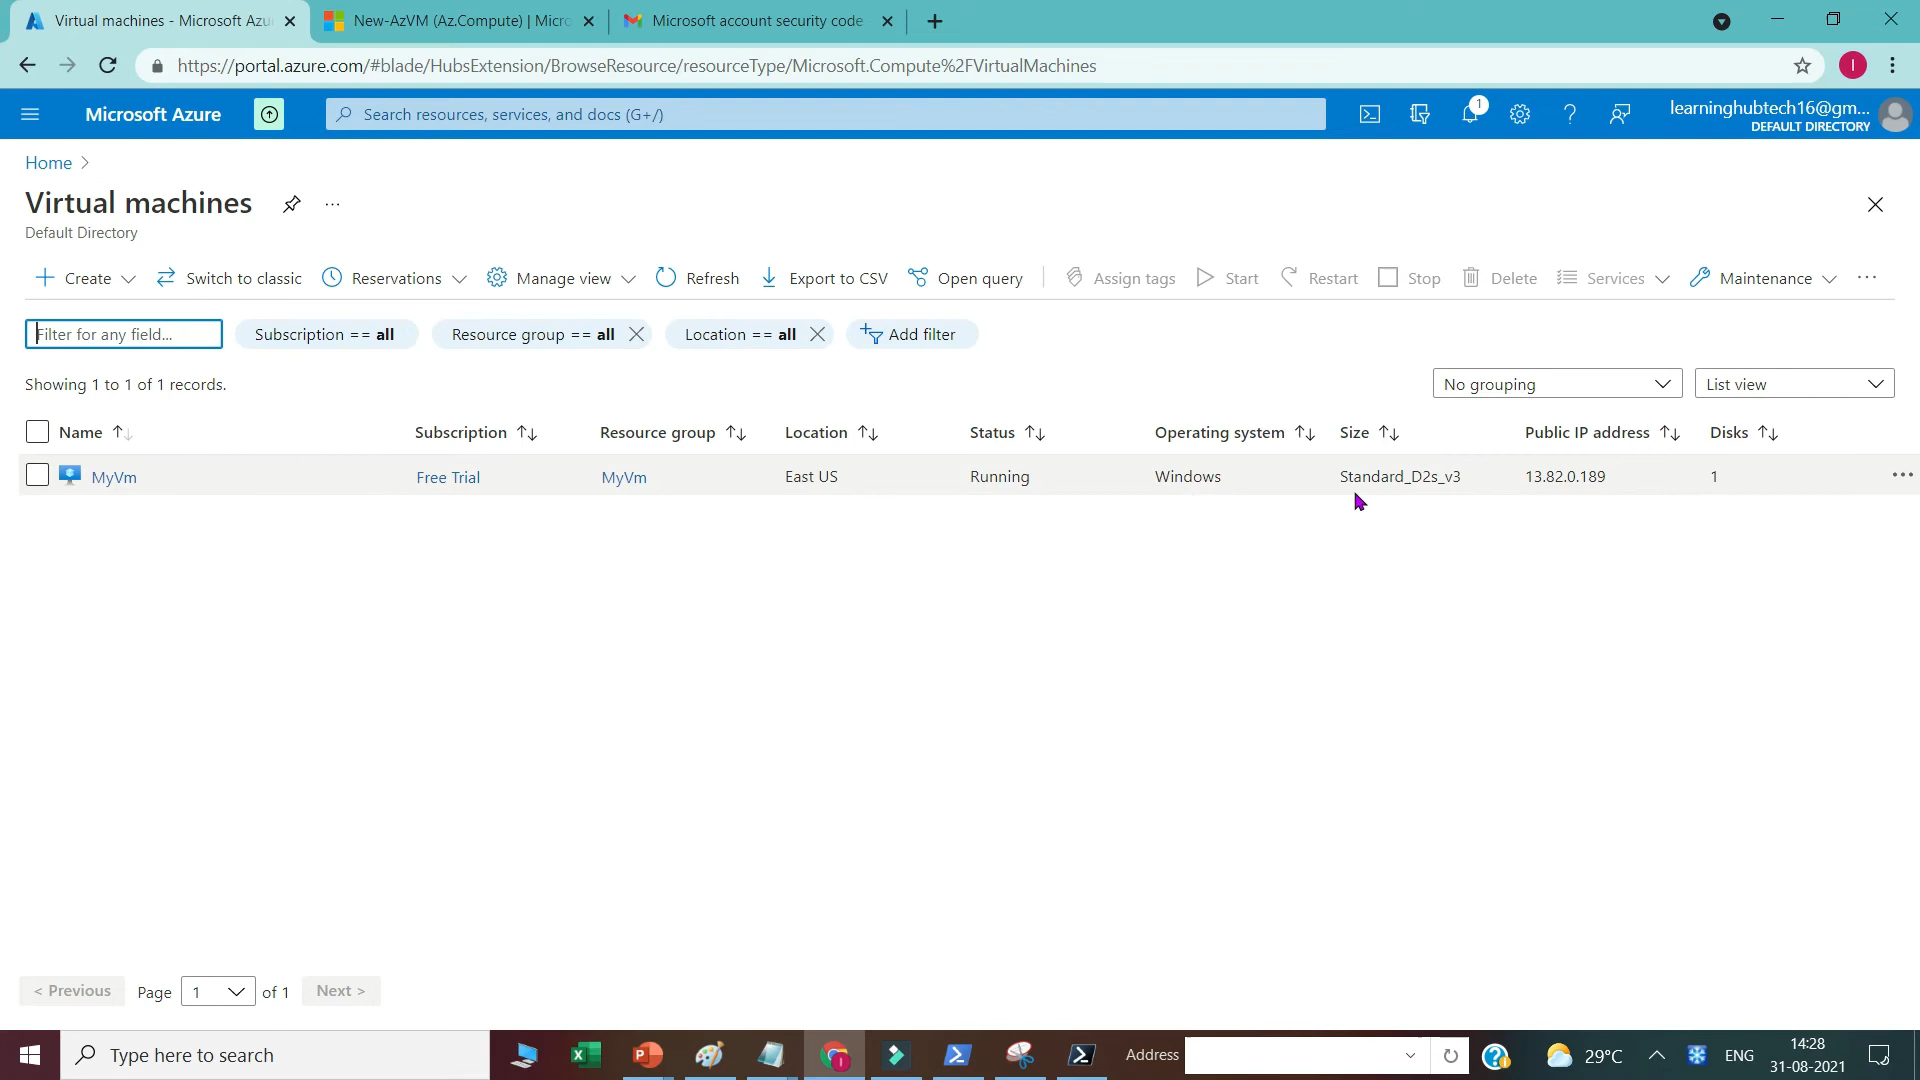 Virtual machines - Microsoft Azu
New-AzVM (Az.Compute) | Micro
Microsoft account security code
https://portal.azure.com/#blade/HubsExtension/BrowseResource/resourceType/Microsoft.Compute%2FVirtualMachines
I
Microsoft Azure
Search resources, services, and docs (G+/)
1
learninghubtech16@gm...
DEFAULT DIRECTORY
Home
Virtual machines
Default Directory
Create
Switch to classic
Reservations
Manage view
Refresh
Export to CSV
Open query
Assign tags
Start
Restart
Stop
Delete
Services
Maintenance
Filter for any field...
Subscription == all
Resource group == all
Location == all
Add filter
Showing 1 to 1 of 1 records.
No grouping
List view
Name
Subscription
Resource group
Location
Status
Operating system
Size
Public IP address
Disks
MyVm
Free Trial
MyVm
East US
Running
Windows
Standard_D2s_v3
13.82.0.189
1
< Previous
Page 1 of 1
Next >
Type here to search
Address
29°C
ENG
14:28
31-08-2021